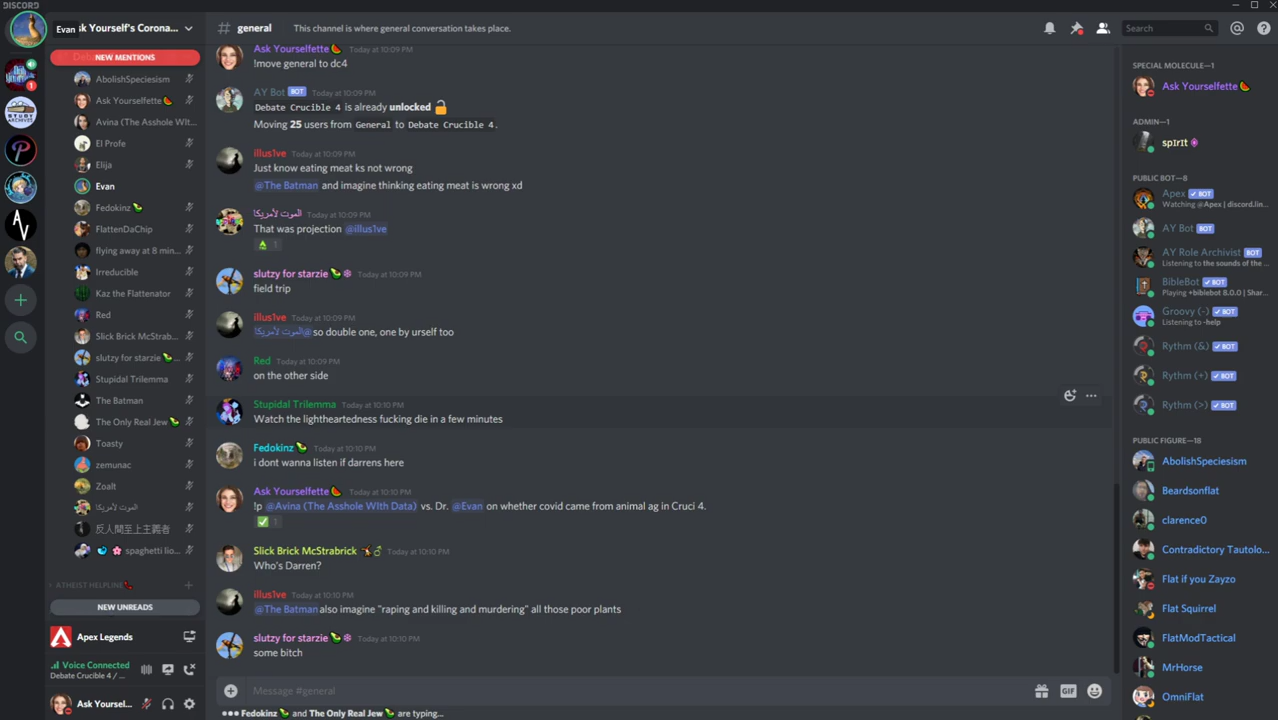 DISCORD
Evan
sk Yourself's Corona...
NEW MENTIONS
AbolishSpeciesism
Ask Yourselfette
Avina (The Asshole WIt...
El Profe
Elija
Evan
Fedokinz
FlattenDaChip
flying away at 8 min...
Irreducible
Kaz the Flattenator
Red
Slick Brick McStrab...
slutzy for starzie ...
Stupidal Trilemma
The Batman
The Only Real Jew
Toasty
zemunac
Zoalt
الموت لأمريكا
反人間至上主義者
spaghetti lio...
ATHEIST HELPLINE
NEW UNREADS
Apex Legends
Voice Connected
Debate Crucible 4 / ...
Ask Yoursel...
# general
This channel is where general conversation takes place.
Search
Ask Yourselfette Today at 10:09 PM
!move general to dc4
AY Bot BOT Today at 10:09 PM
Debate Crucible 4 is already unlocked
Moving 25 users from General to Debate Crucible 4.
illus1ve Today at 10:09 PM
Just know eating meat ks not wrong
@The Batman and imagine thinking eating meat is wrong xd
الموت لأمريكا Today at 10:09 PM
That was projection @illus1ve
1
slutzy for starzie Today at 10:09 PM
field trip
illus1ve Today at 10:09 PM
@الموت لأمريكا so double one, one by urself too
Red Today at 10:09 PM
on the other side
Stupidal Trilemma Today at 10:10 PM
Watch the lightheartedness fucking die in a few minutes
Fedokinz Today at 10:10 PM
i dont wanna listen if darrens here
Ask Yourselfette Today at 10:10 PM
!p @Avina (The Asshole WIth Data) vs. Dr. @Evan on whether covid came from animal ag in Cruci 4.
1
Slick Brick McStrabrick Today at 10:10 PM
Who's Darren?
illus1ve Today at 10:10 PM
@The Batman also imagine "raping and killing and murdering" all those poor plants
slutzy for starzie Today at 10:10 PM
some bitch
Message #general
GIF
Fedokinz and The Only Real Jew are typing...
SPECIAL MOLECULE—1
Ask Yourselfette
ADMIN—1
sp1r1t
PUBLIC BOT—8
Apex BOT
Watching @Apex | discord.in...
AY Bot BOT
AY Role Archivist BOT
Listening to the sounds of the ...
BibleBot BOT
Playing +biblebot 8.0.0 | Shar...
Groovy (-) BOT
Listening to -help
Rythm (&) BOT
Rythm (+) BOT
Rythm (>) BOT
PUBLIC FIGURE—18
AbolishSpeciesism
Beardsonflat
clarence0
Contradictory Tautolo...
Flat if you Zayzo
Flat Squirrel
FlatModTactical
MrHorse
OmniFlat